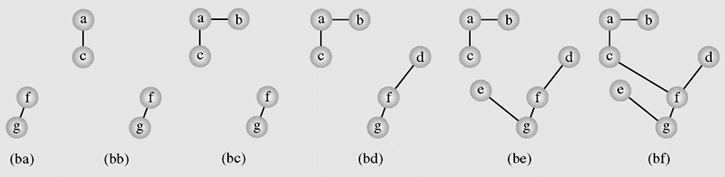 a a b a b a b a b
c c c d c d c d
f f f f e f e f
g g g g g g
(ba) (bb) (bc) (bd) (be) (bf)